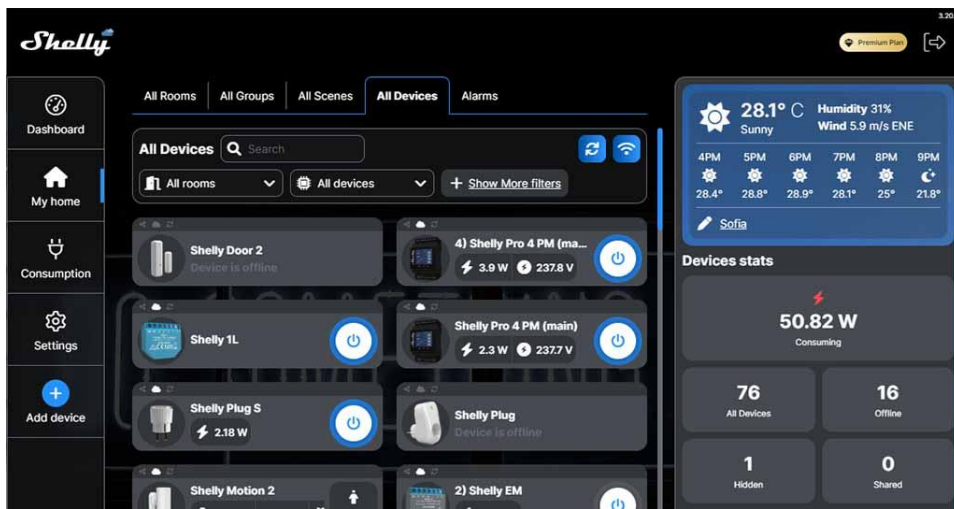 3.20.
Shelly
Premium Plan
Dashboard
My home
Consumption
Settings
Add device
All Rooms
All Groups
All Scenes
All Devices
Alarms
All Devices
Search
All rooms
All devices
+ Show More filters
Shelly Door 2
Device is offline
4) Shelly Pro 4 PM (ma...
3.9 W 237.8 V
Shelly 1L
Shelly Pro 4 PM (main)
2.3 W 237.7 V
Shelly Plug S
2.18 W
Shelly Plug
Device is offline
Shelly Motion 2
2) Shelly EM
28.1° C
Sunny
Humidity 31%
Wind 5.9 m/s ENE
4PM 5PM 6PM 7PM 8PM 9PM
28.4° 28.8° 28.9° 28.1° 25° 21.8°
Sofia
Devices stats
50.82 W
Consuming
76
All Devices
16
Offline
1
Hidden
0
Shared